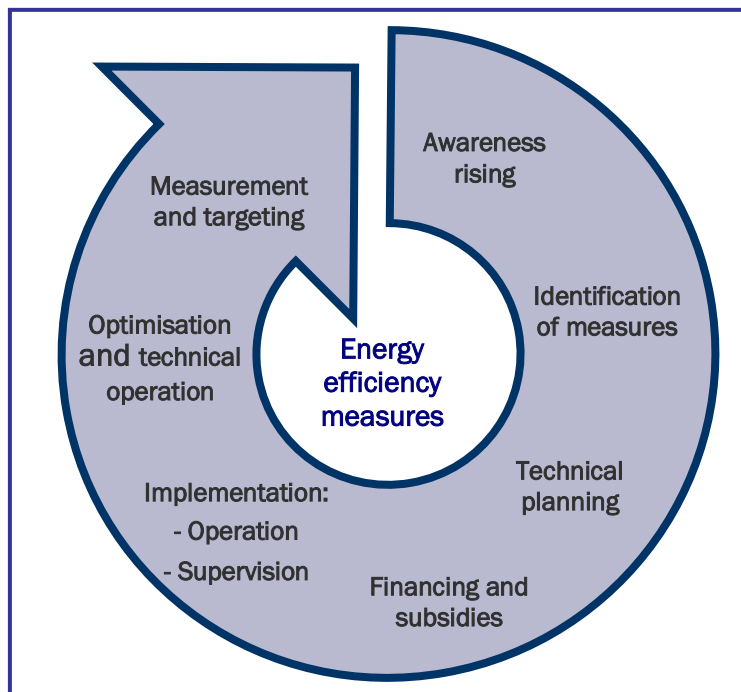 Awareness
rising
Identification
of measures
Technical
planning
Financing and
subsidies
Implementation:
- Operation
- Supervision
Optimisation
and technical
operation
Measurement
and targeting
Energy
efficiency
measures